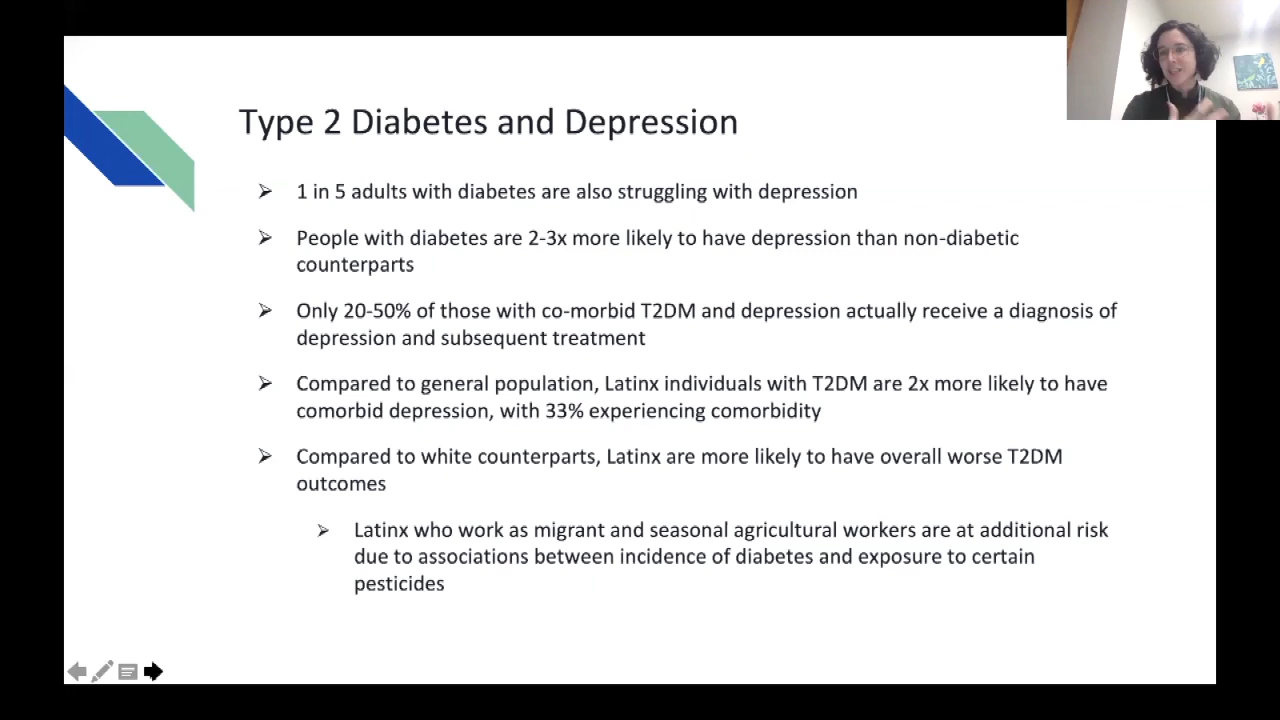 Type 2 Diabetes and Depression
1 in 5 adults with diabetes are also struggling with depression
People with diabetes are 2-3x more likely to have depression than non-diabetic
counterparts
Only 20-50% of those with co-morbid T2DM and depression actually receive a diagnosis of
depression and subsequent treatment
Compared to general population, Latinx individuals with T2DM are 2x more likely to have
comorbid depression, with 33% experiencing comorbidity
Compared to white counterparts, Latinx are more likely to have overall worse T2DM
outcomes
Latinx who work as migrant and seasonal agricultural workers are at additional risk
due to associations between incidence of diabetes and exposure to certain
pesticides